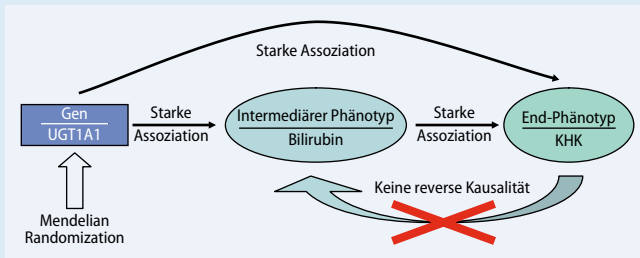 Starke Assoziation
Gen
UGT1A1
Starke
Assoziation
Intermediärer Phänotyp
Bilirubin
Starke
Assoziation
End-Phänotyp
KHK
Keine reverse Kausalität
Mendelian
Randomization